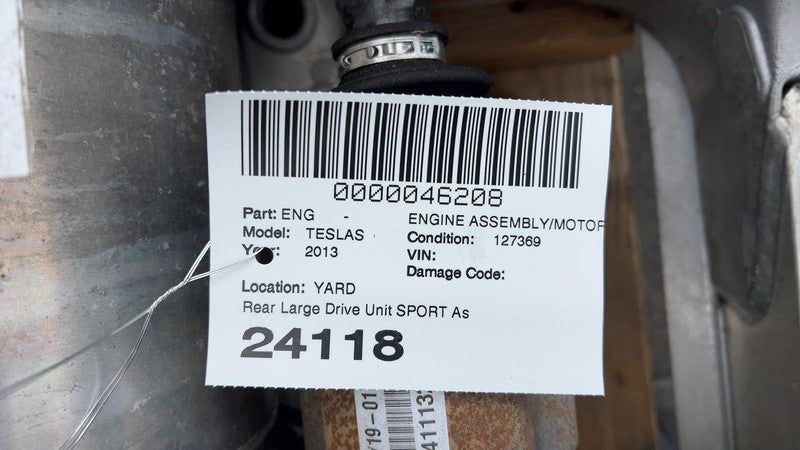 0000046208
Part: ENG - ENGINE ASSEMBLY/MOTOR
Model: TESLAS Condition: 127369
Year: 2013 VIN:
Damage Code:
Location: YARD
Rear Large Drive Unit SPORT As
24118